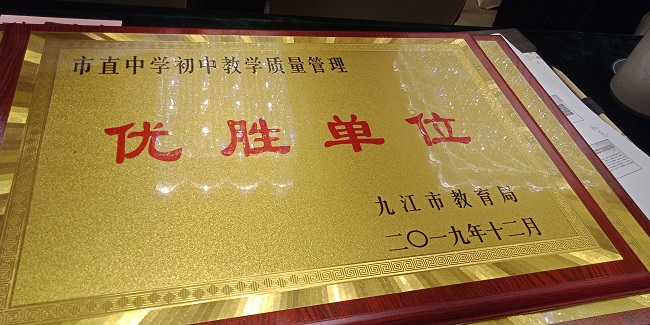 市直中学初中教学质量管理
优胜单位
九江市教育局
二〇一九年十二月